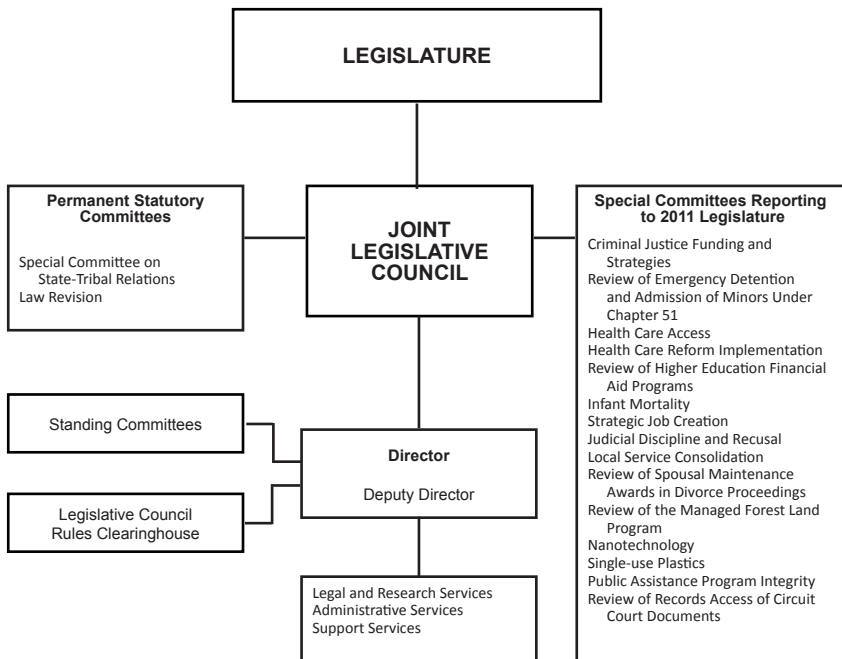 LEGISLATURE
Permanent Statutory
Committees
Special Committee on
State-Tribal Relations
Law Revision
JOINT
LEGISLATIVE
COUNCIL
Special Committees Reporting
to 2011 Legislature
Criminal Justice Funding and
Strategies
Review of Emergency Detention
and Admission of Minors Under
Chapter 51
Health Care Access
Health Care Reform Implementation
Review of Higher Education Financial
Aid Programs
Infant Mortality
Strategic Job Creation
Judicial Discipline and Recusal
Local Service Consolidation
Review of Spousal Maintenance
Awards in Divorce Proceedings
Review of the Managed Forest Land
Program
Nanotechnology
Single-use Plastics
Public Assistance Program Integrity
Review of Records Access of Circuit
Court Documents
Standing Committees
Legislative Council
Rules Clearinghouse
Director
Deputy Director
Legal and Research Services
Administrative Services
Support Services